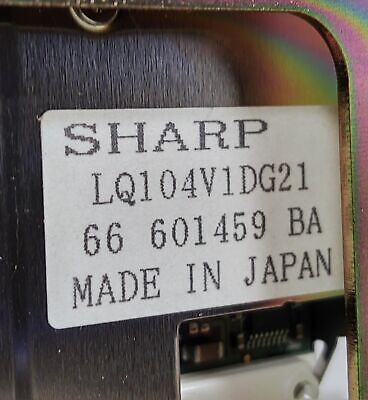 SHARP
LQ104V1DG21
66 601459 BA
MADE IN JAPAN